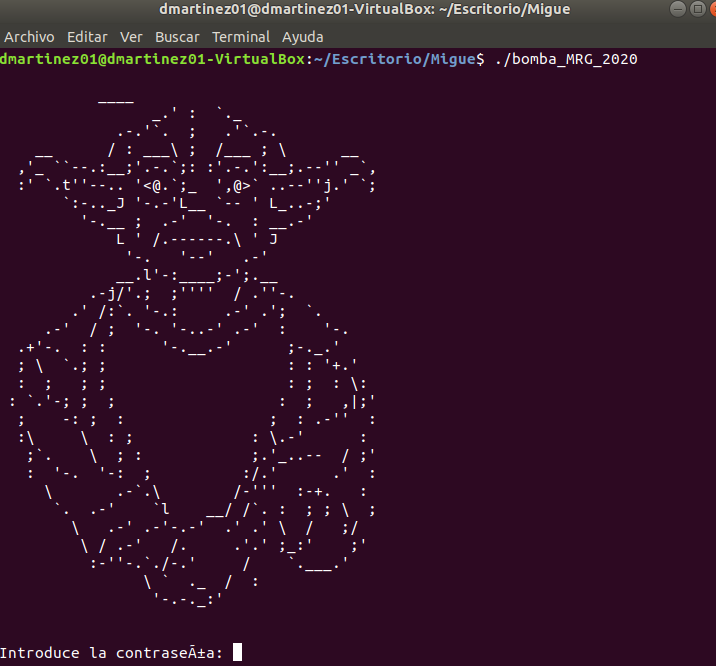 dmartinez01@dmartinez01-VirtualBox: ~/Escritorio/Migue
Archivo Editar Ver Buscar Terminal Ayuda
dmartinez01@dmartinez01-VirtualBox:~/Escritorio/Migue$ ./bomba_MRG_2020
Introduce la contraseÃ±a: